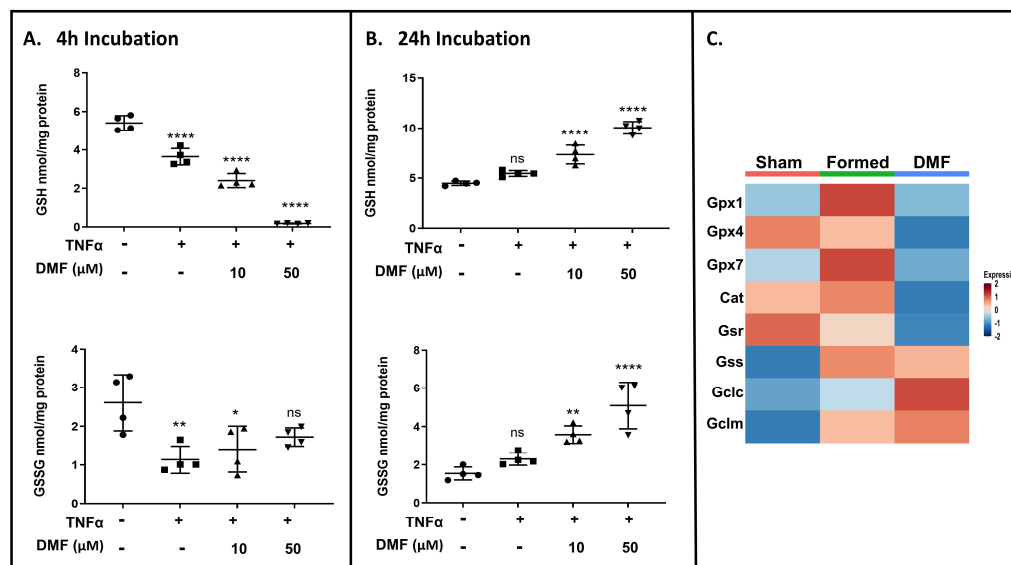 A. 4h Incubation
GSH nmol/mg protein
8
6
4
2
0
****
****
****
TNFα - + + +
DMF (μM) - - 10 50
GSSG nmol/mg protein
4
3
2
1
0
**
*
ns
TNFα - + + +
DMF (μM) - - 10 50
B. 24h Incubation
GSH nmol/mg protein
15
10
5
0
ns
****
****
TNFα - + + +
DMF (μM) - - 10 50
GSSG nmol/mg protein
8
6
4
2
0
ns
**
****
TNFα - + + +
DMF (μM) - - 10 50
C.
Sham Formed DMF
Gpx1
Gpx4
Gpx7
Cat
Gsr
Gss
Gclc
Gclm
Expressi
2
1
0
-1
-2